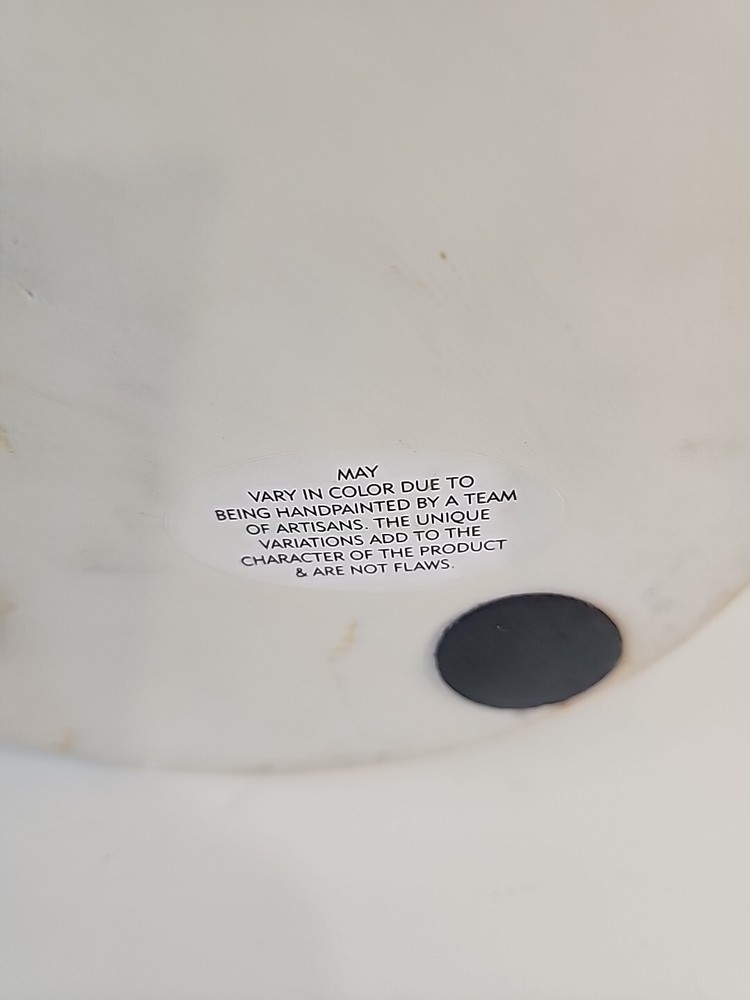 MAY
VARY IN COLOR DUE TO
BEING HANDPAINTED BY A TEAM
OF ARTISANS. THE UNIQUE
VARIATIONS ADD TO THE
CHARACTER OF THE PRODUCT
& ARE NOT FLAWS.